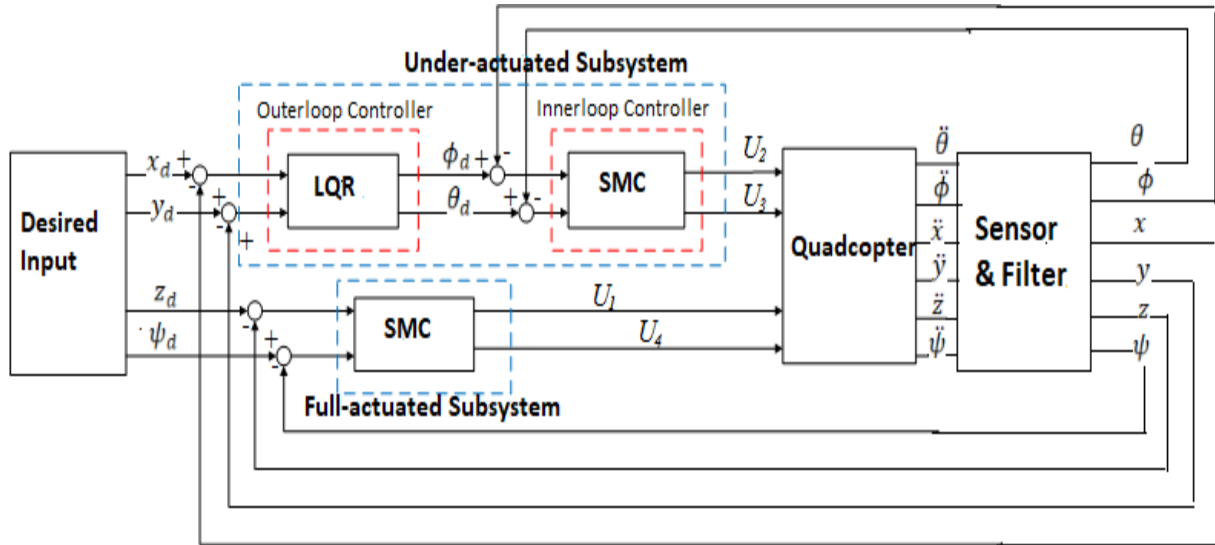 Under-actuated Subsystem
Outerloop Controller
Innerloop Controller
Desired
Input
x_d
+
-
y_d
+
-
+
LQR
ϕ_d
+
-
θ_d
+
-
SMC
U_2
U_3
Quadcopter
θ̈
ϕ̈
ẍ
ÿ
z̈
ψ̈
Sensor
& Filter
θ
ϕ
x
y
z
ψ
z_d
-
ψ_d
+
-
SMC
U_1
U_4
Full-actuated Subsystem